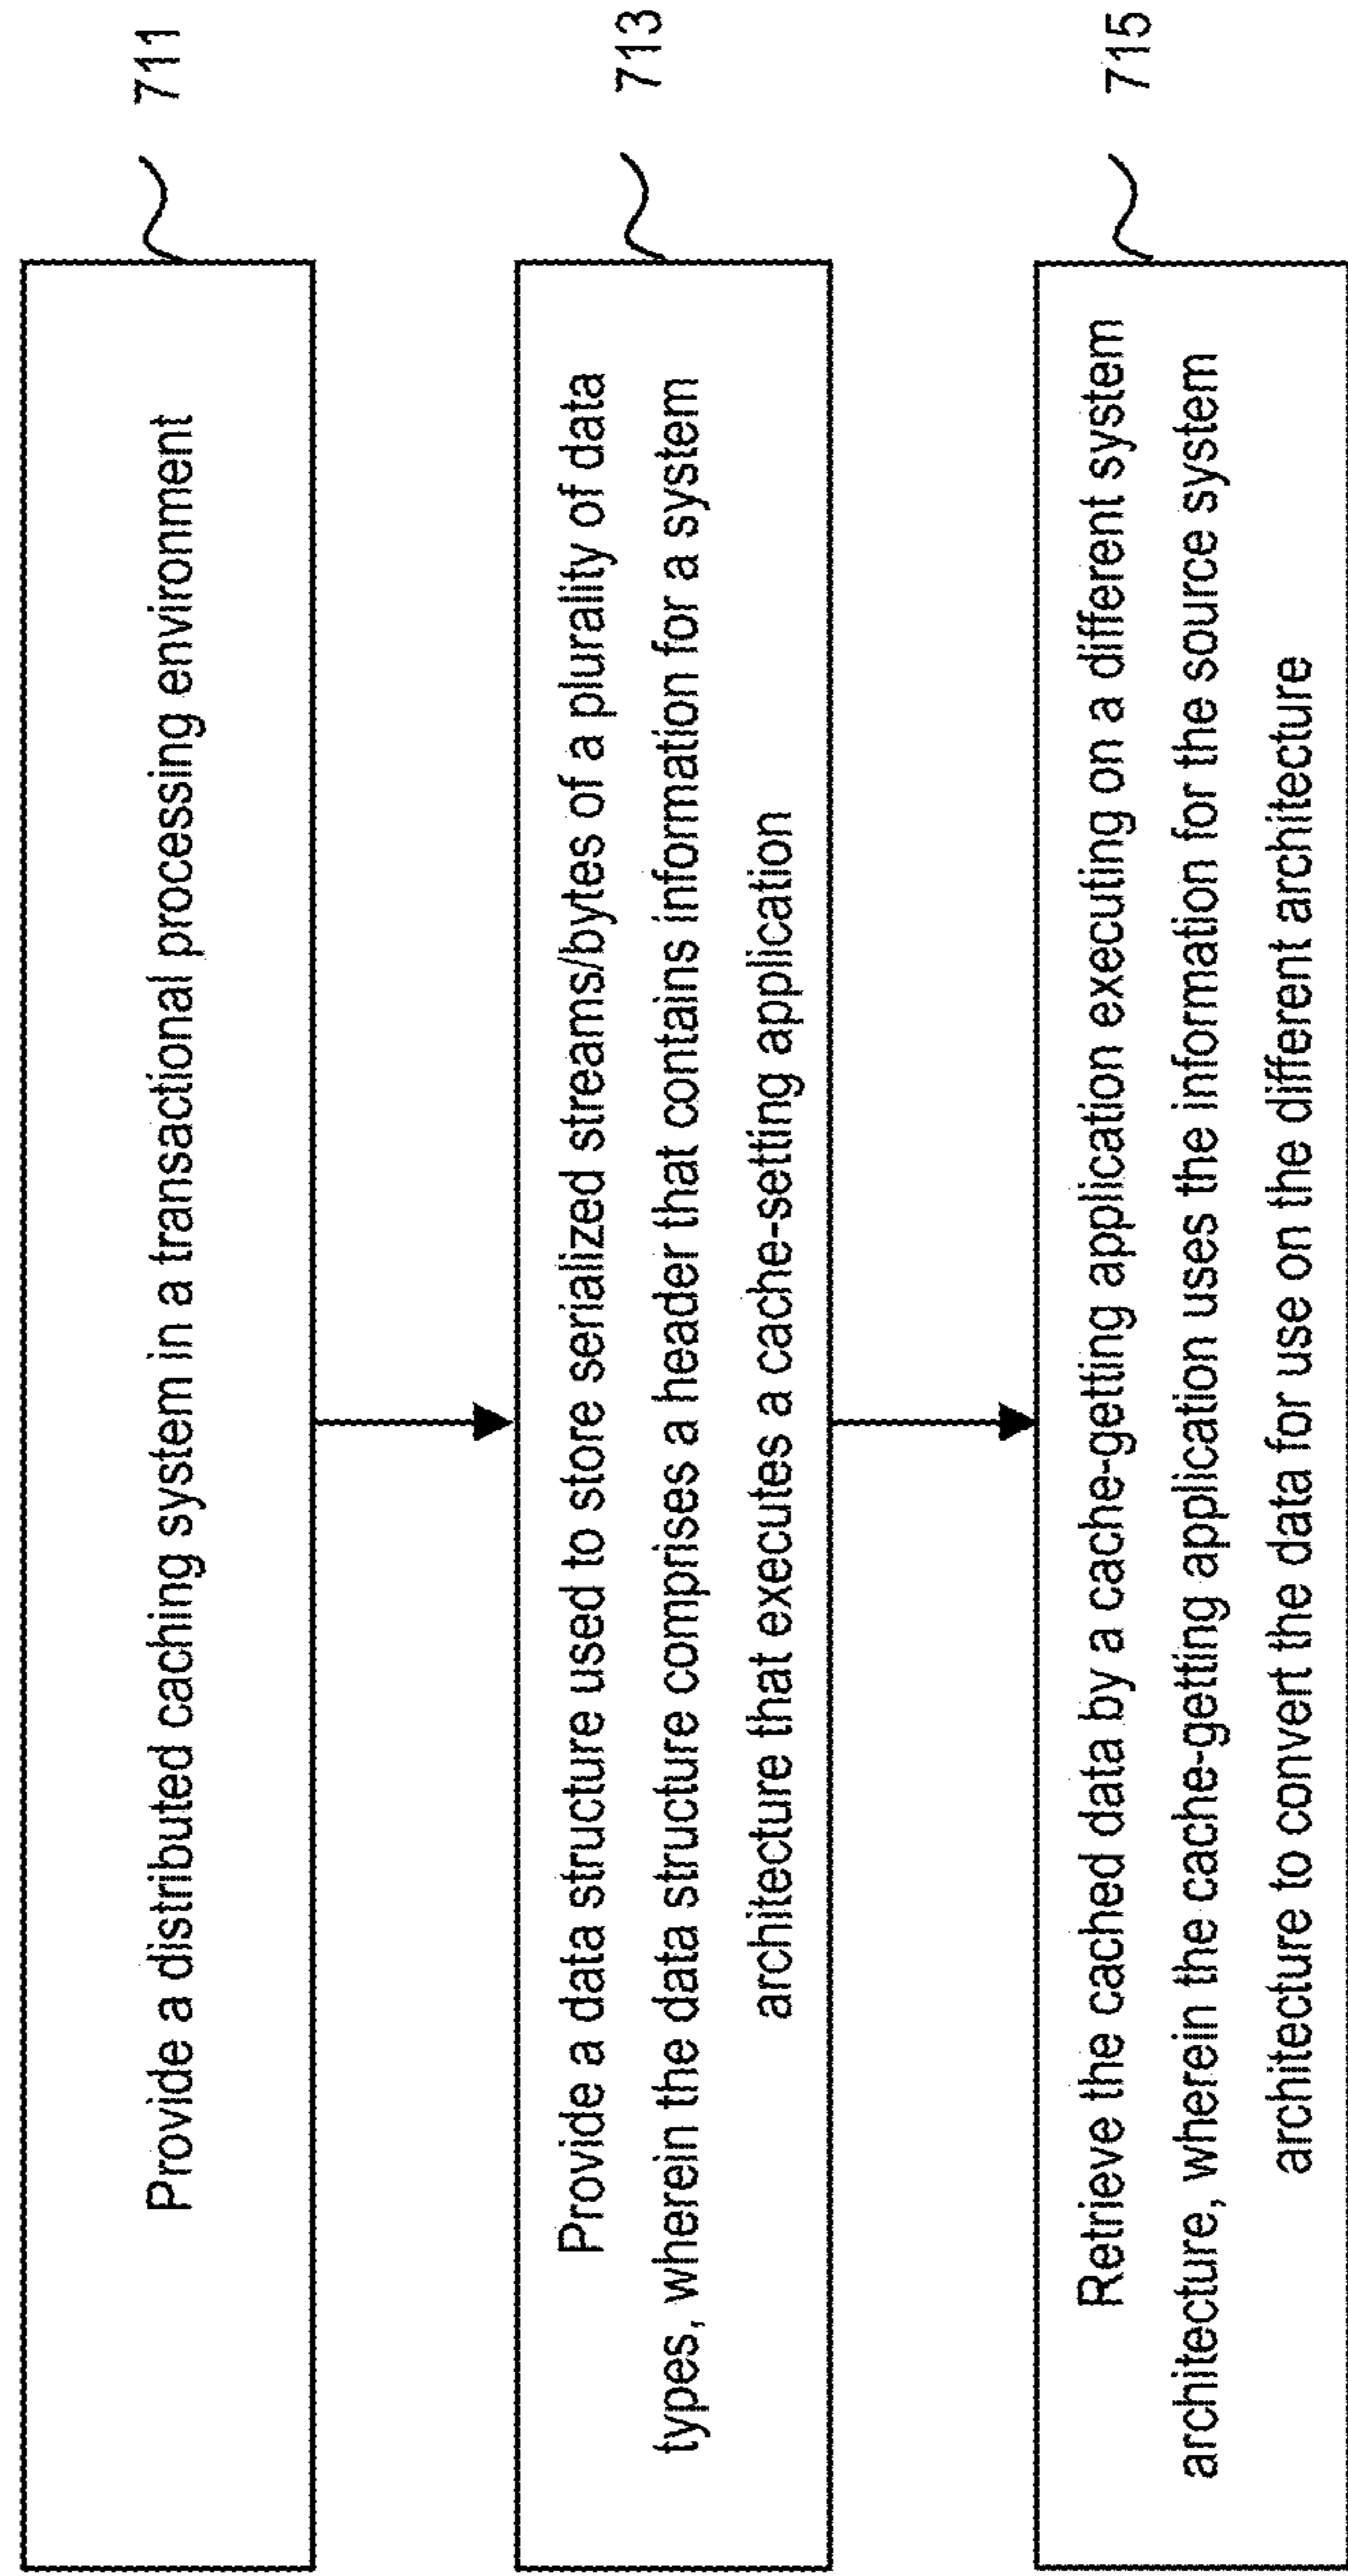 Provide a distributed caching system in a transactional processing environment
711
Provide a data structure used to store serialized streams/bytes of a plurality of data
types, wherein the data structure comprises a header that contains information for a system
architecture that executes a cache-setting application
713
Retrieve the cached data by a cache-getting application executing on a different system
architecture, wherein the cache-getting application uses the information for the source system
architecture to convert the data for use on the different architecture
715